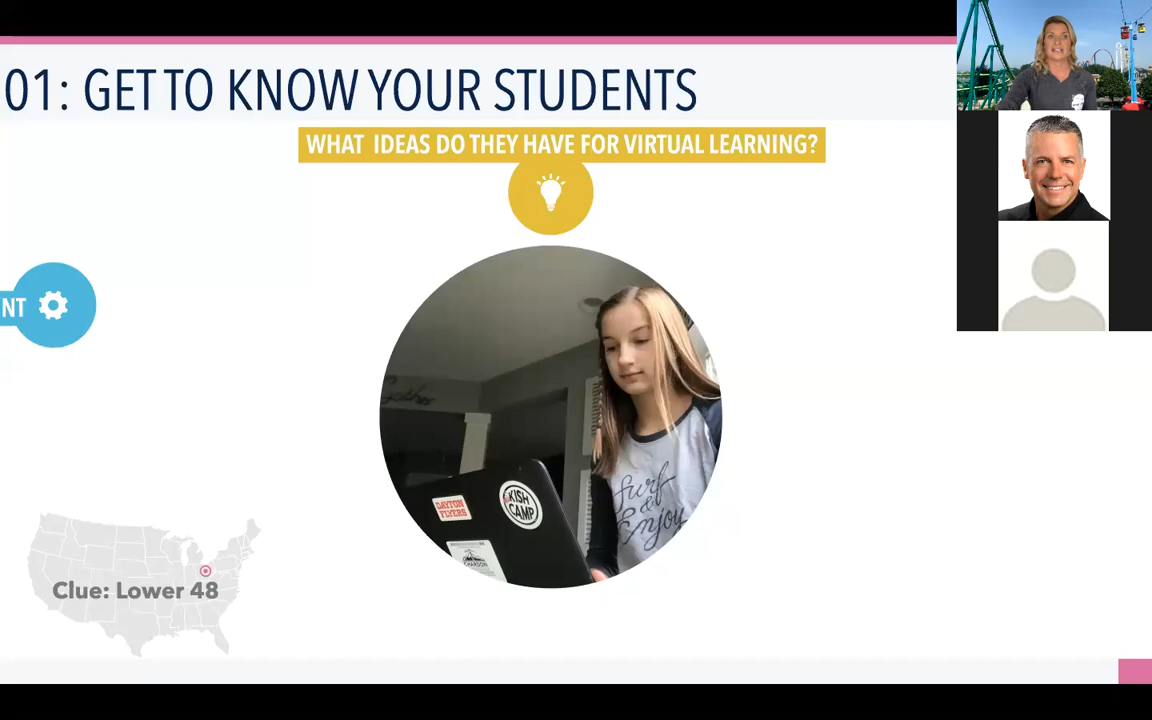 01: GET TO KNOW YOUR STUDENTS
WHAT IDEAS DO THEY HAVE FOR VIRTUAL LEARNING?
NT
Gather
DAYTON
FLYERS
KISH
CAMP
Surf
&
Enjoy
Clue: Lower 48